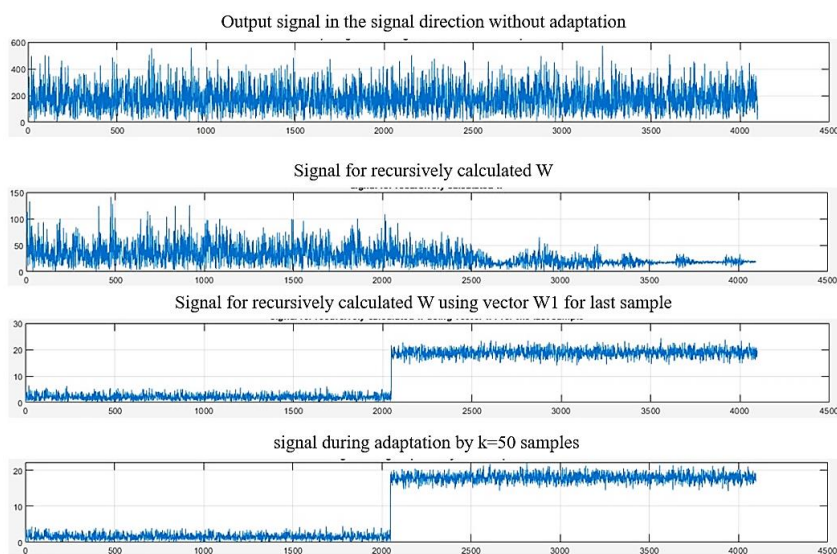 Output signal in the signal direction without adaptation
600
400
200
0
0 500 1000 1500 2000 2500 3000 3500 4000 4500
Signal for recursively calculated W
150
100
50
0
0 500 1000 1500 2000 2500 3000 3500 4000 4500
Signal for recursively calculated W using vector W1 for last sample
30
20
10
0
0 500 1000 1500 2000 2500 3000 3500 4000 4500
signal during adaptation by k=50 samples
20
10
0
0 500 1000 1500 2000 2500 3000 3500 4000 4500